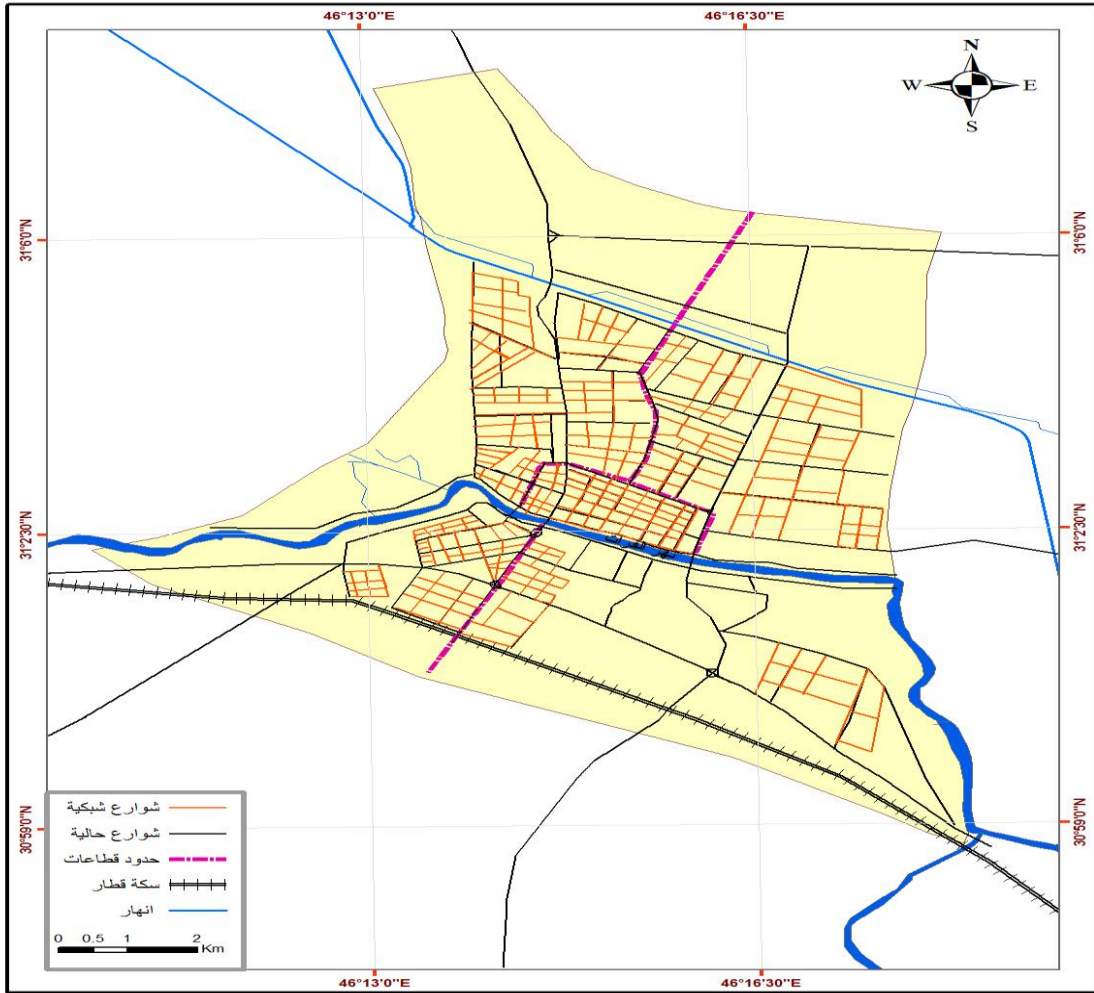 46°13'0"E
46°16'30"E
N
W
E
S
31°6'0"N
31°6'0"N
31°2'30"N
31°2'30"N
30°59'0"N
30°59'0"N
شوارع شبكية
شوارع حالية
حدود قطاعات
سكة قطار
انهار
0 0.5 1 2
Km
46°13'0"E
46°16'30"E